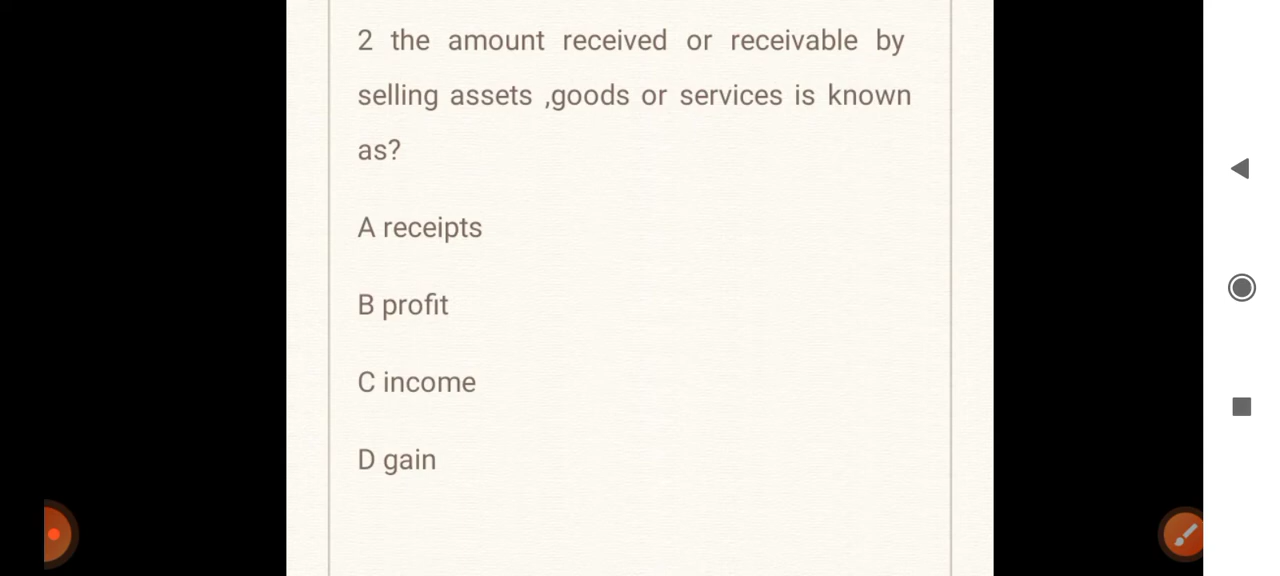 2 the amount received or receivable by
selling assets ,goods or services is known
as?
A receipts
B profit
C income
D gain